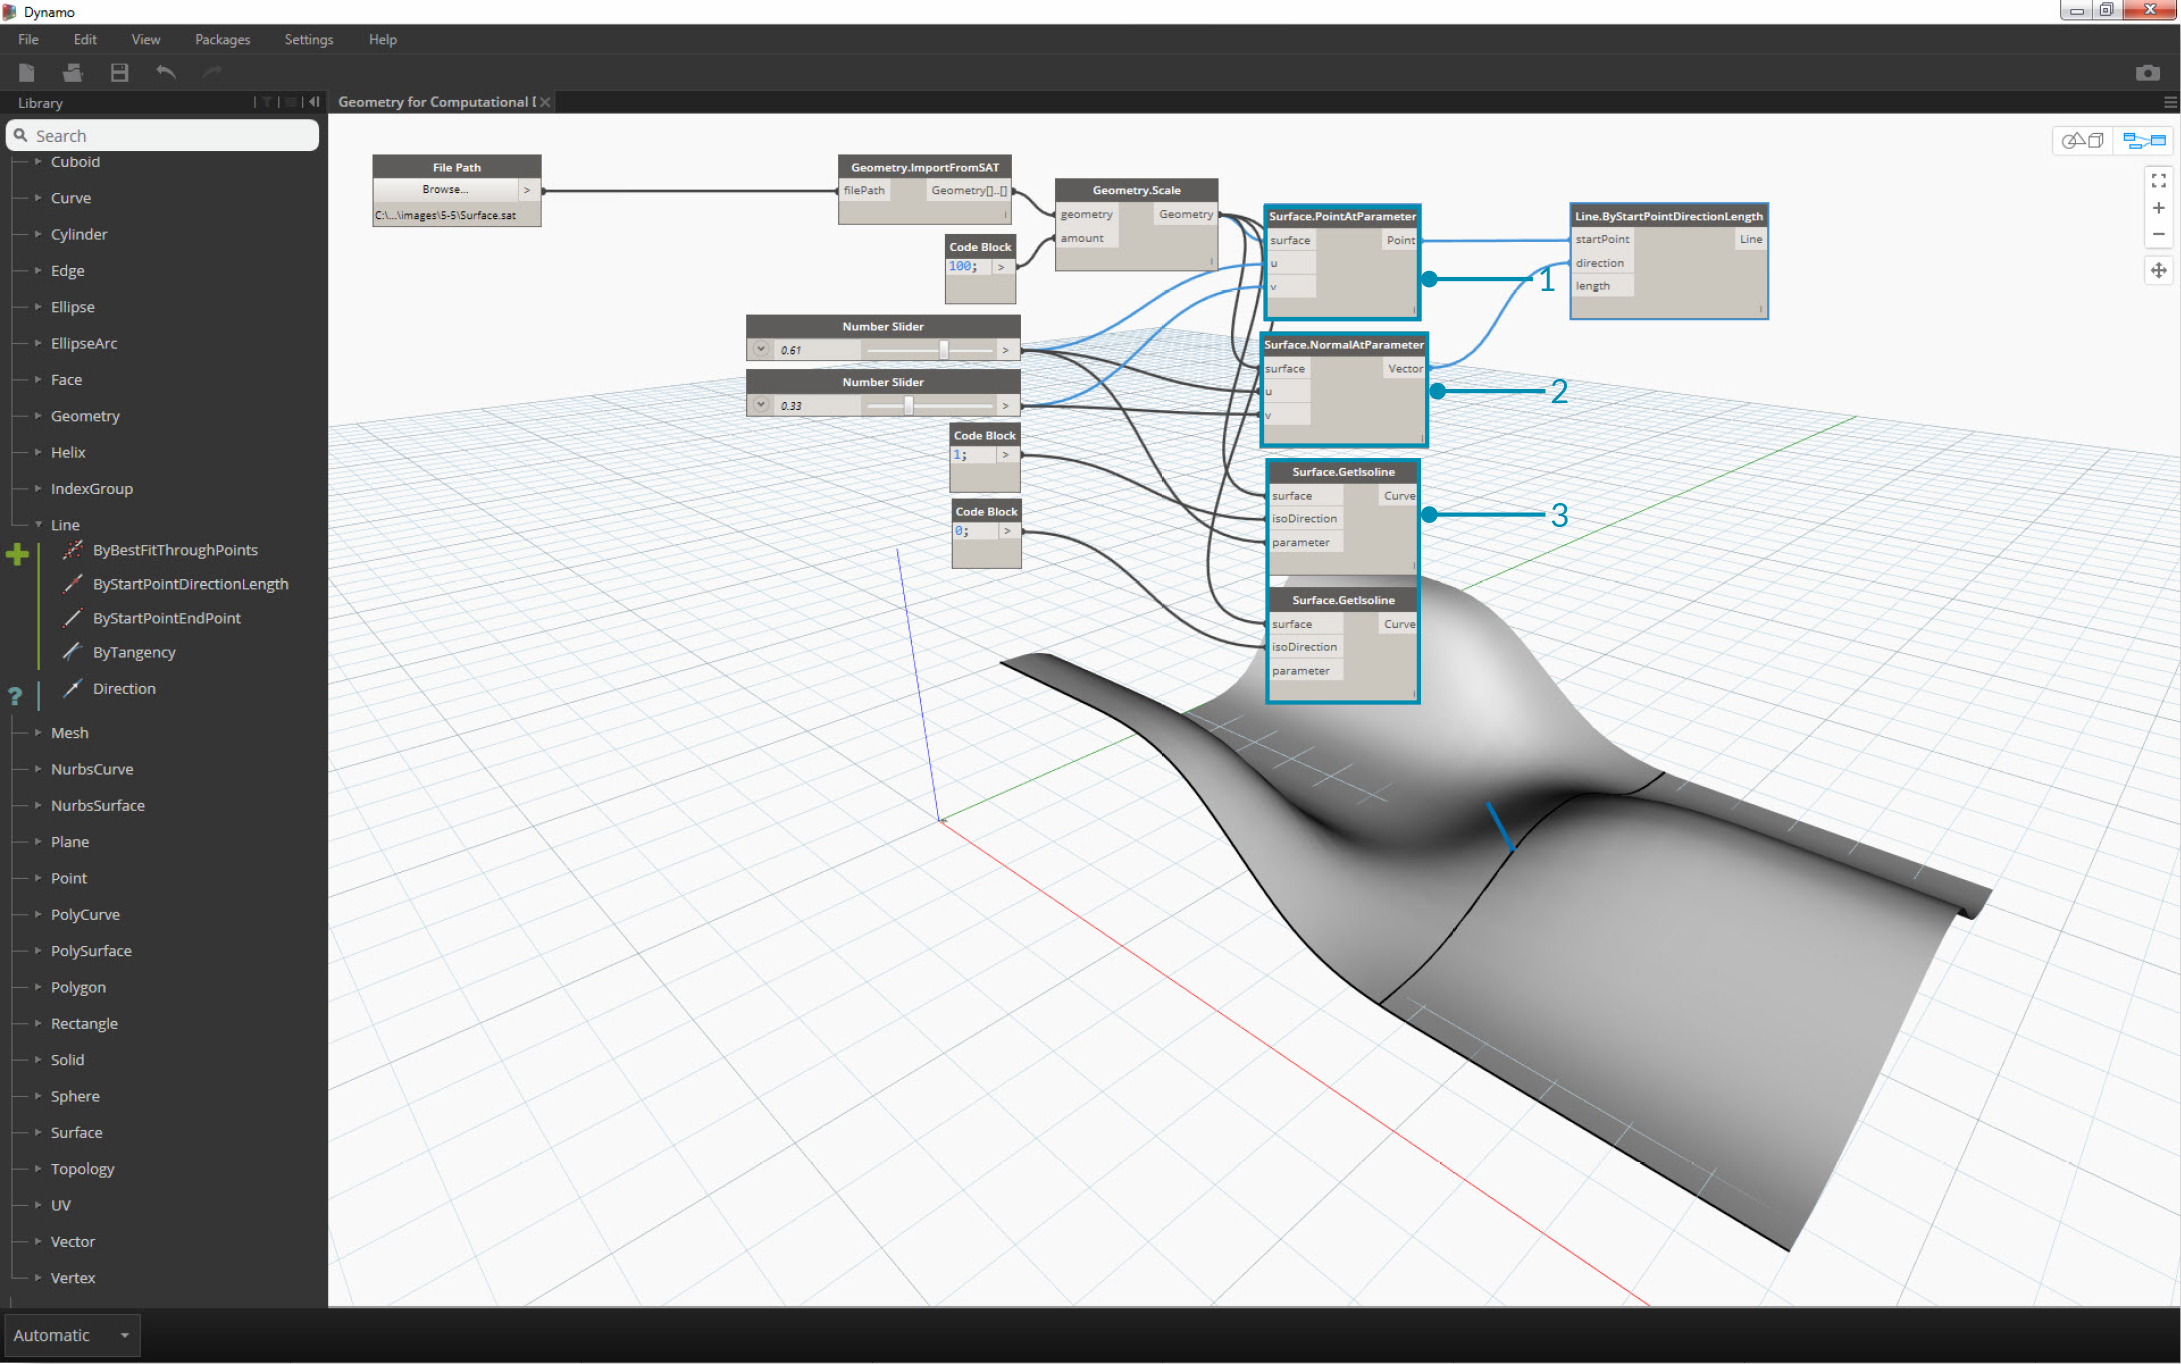 Dynamo
File Edit View Packages Settings Help
Library
Geometry for Computational
Search
Cuboid
Curve
Cylinder
Edge
Ellipse
EllipseArc
Face
Geometry
Helix
IndexGroup
Line
ByBestFitThroughPoints
ByStartPointDirectionLength
ByStartPointEndPoint
ByTangency
Direction
Mesh
NurbsCurve
NurbsSurface
Plane
Point
PolyCurve
PolySurface
Polygon
Rectangle
Solid
Sphere
Surface
Topology
UV
Vector
Vertex
Automatic
File Path
Browse... >
C:\...\images\5-5\Surface.sat
Geometry.ImportFromSAT
filePath Geometry[]..[]
Code Block
100; >
Geometry.Scale
geometry Geometry
amount
Number Slider
0.61 >
Number Slider
0.33 >
Code Block
1; >
Code Block
0; >
Surface.PointAtParameter
surface Point
u
v
1
Surface.NormalAtParameter
surface Vector
u
v
2
Surface.GetIsoline
surface Curve
isoDirection
parameter
3
Surface.GetIsoline
surface Curve
isoDirection
parameter
Line.ByStartPointDirectionLength
startPoint Line
direction
length